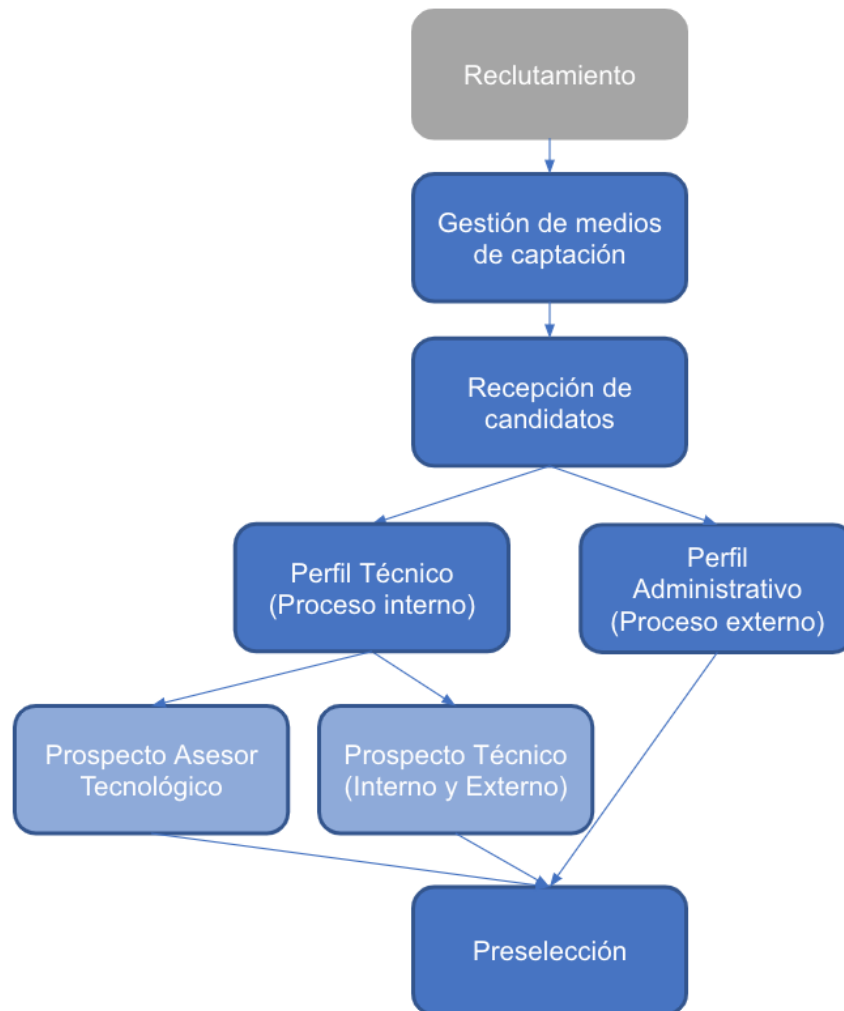 Reclutamiento
Gestión de medios
de captación
Recepción de
candidatos
Perfil Técnico
(Proceso interno)
Perfil
Administrativo
(Proceso externo)
Prospecto Asesor
Tecnológico
Prospecto Técnico
(Interno y Externo)
Preselección